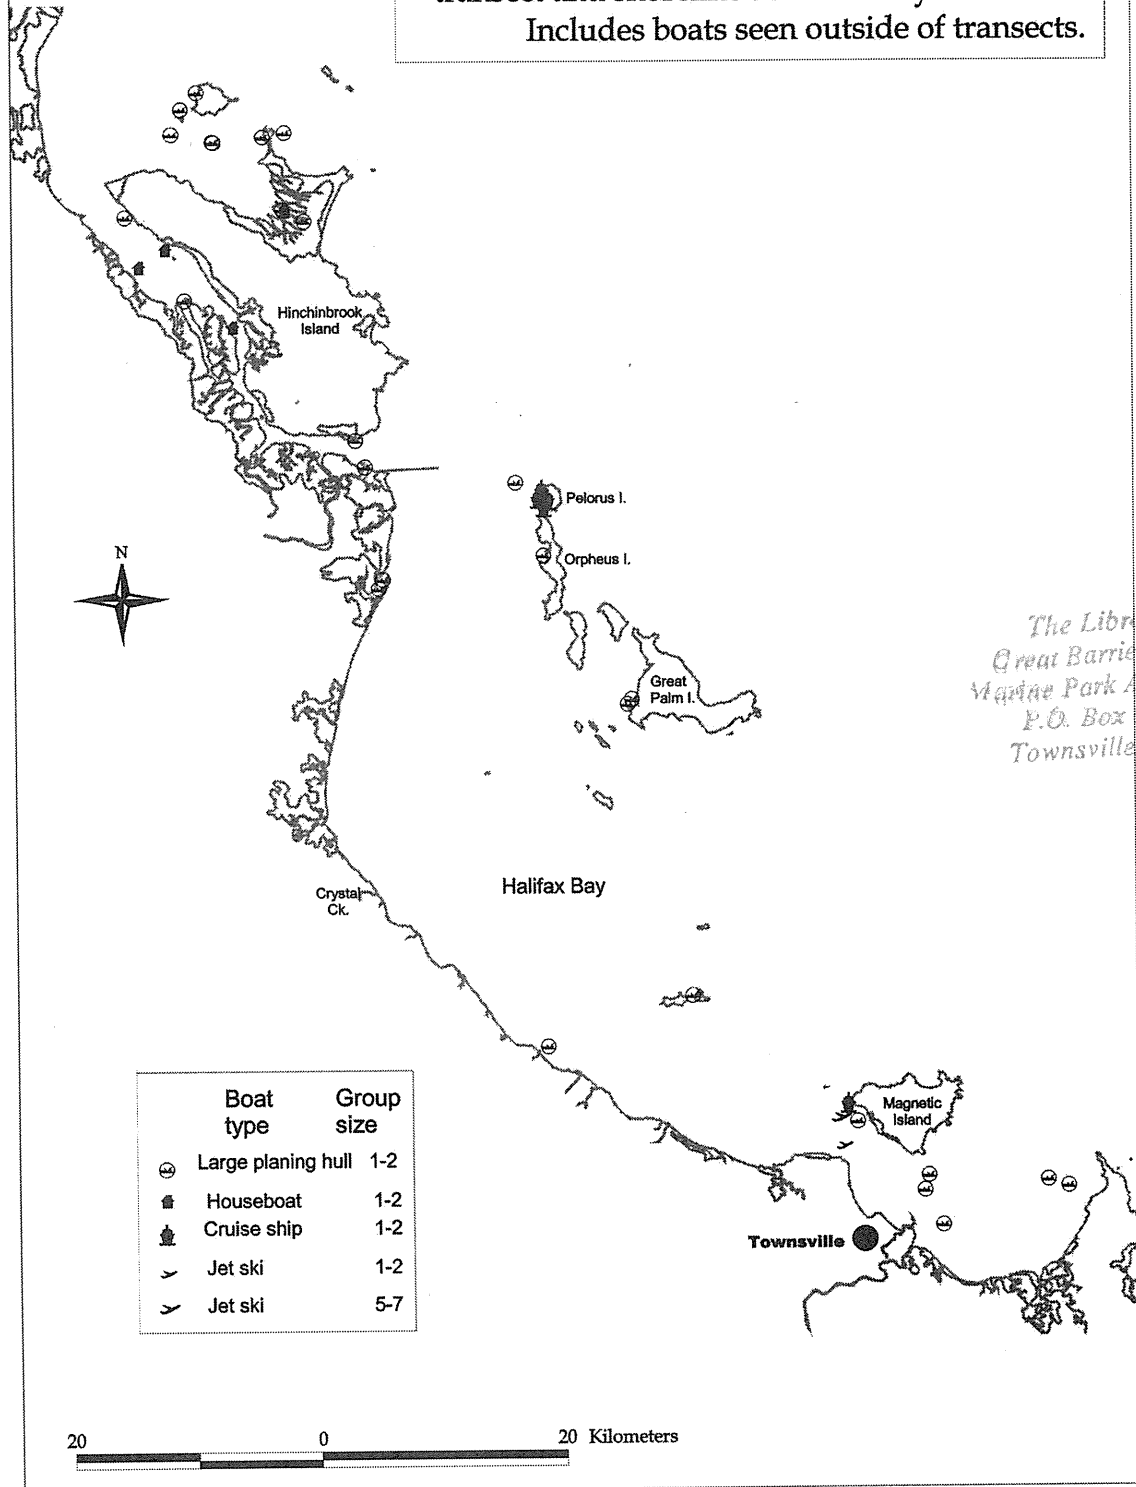 Includes boats seen outside of transects.
Hinchinbrook
Island
Pelorus I.
N
Orpheus I.
The Libr
Great Barrie
Marine Park A
P.O. Box
Townsville
Great
Palm I.
Halifax Bay
Crystal
Ck.
Magnetic
Island
Townsville
Boat type Group size
Large planing hull 1-2
Houseboat 1-2
Cruise ship 1-2
Jet ski 1-2
Jet ski 5-7
20 0 20 Kilometers